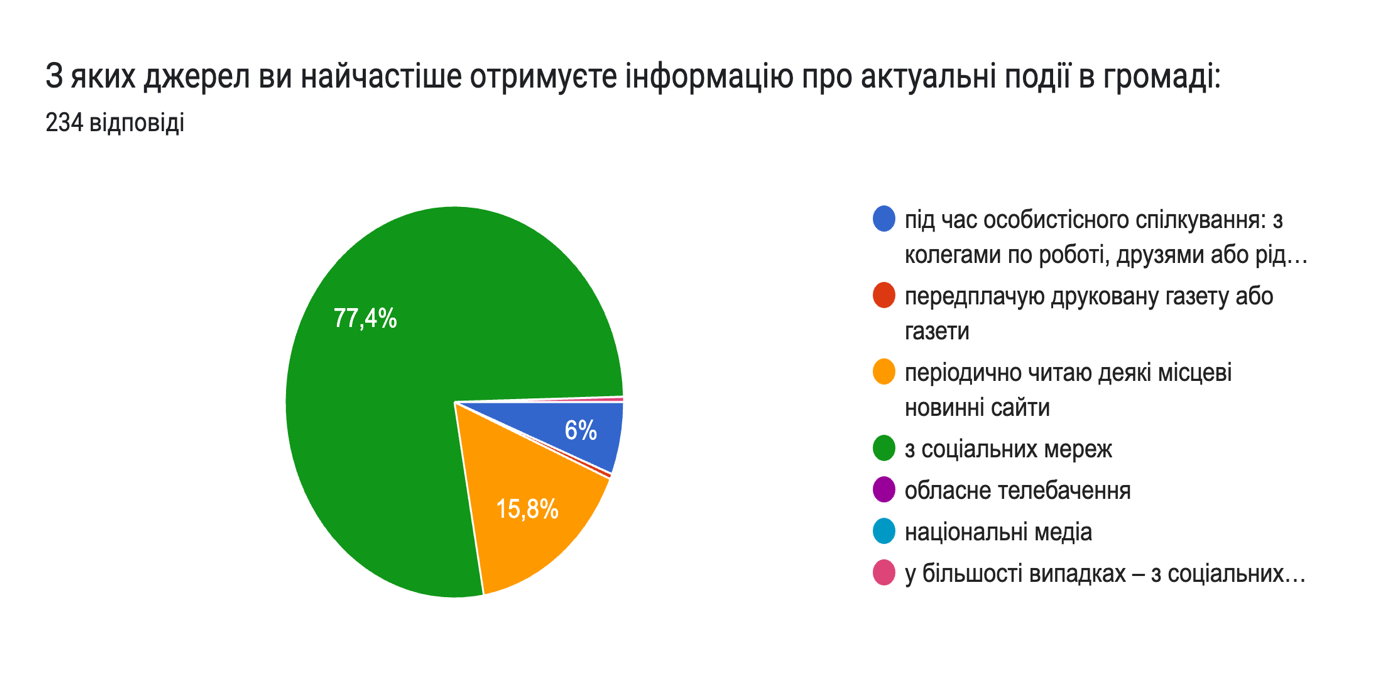 З яких джерел ви найчастіше отримуєте інформацію про актуальні події в громаді:
234 відповіді
77,4%
6%
15,8%
під час особистісного спілкування: з
колегами по роботі, друзями або рід…
передплачую друковану газету або
газети
періодично читаю деякі місцеві
новинні сайти
з соціальних мереж
обласне телебачення
національні медіа
у більшості випадках – з соціальних…